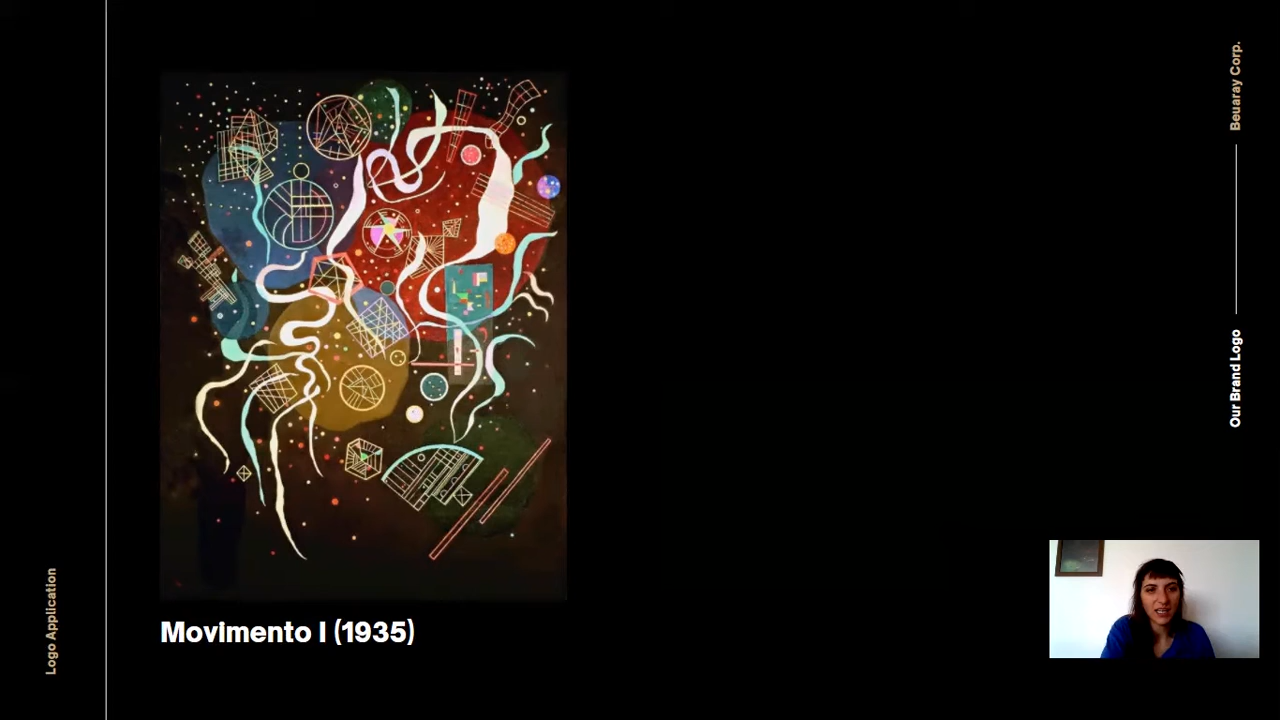 Beuaray Corp.
Our Brand Logo
Logo Application
Movimento I (1935)